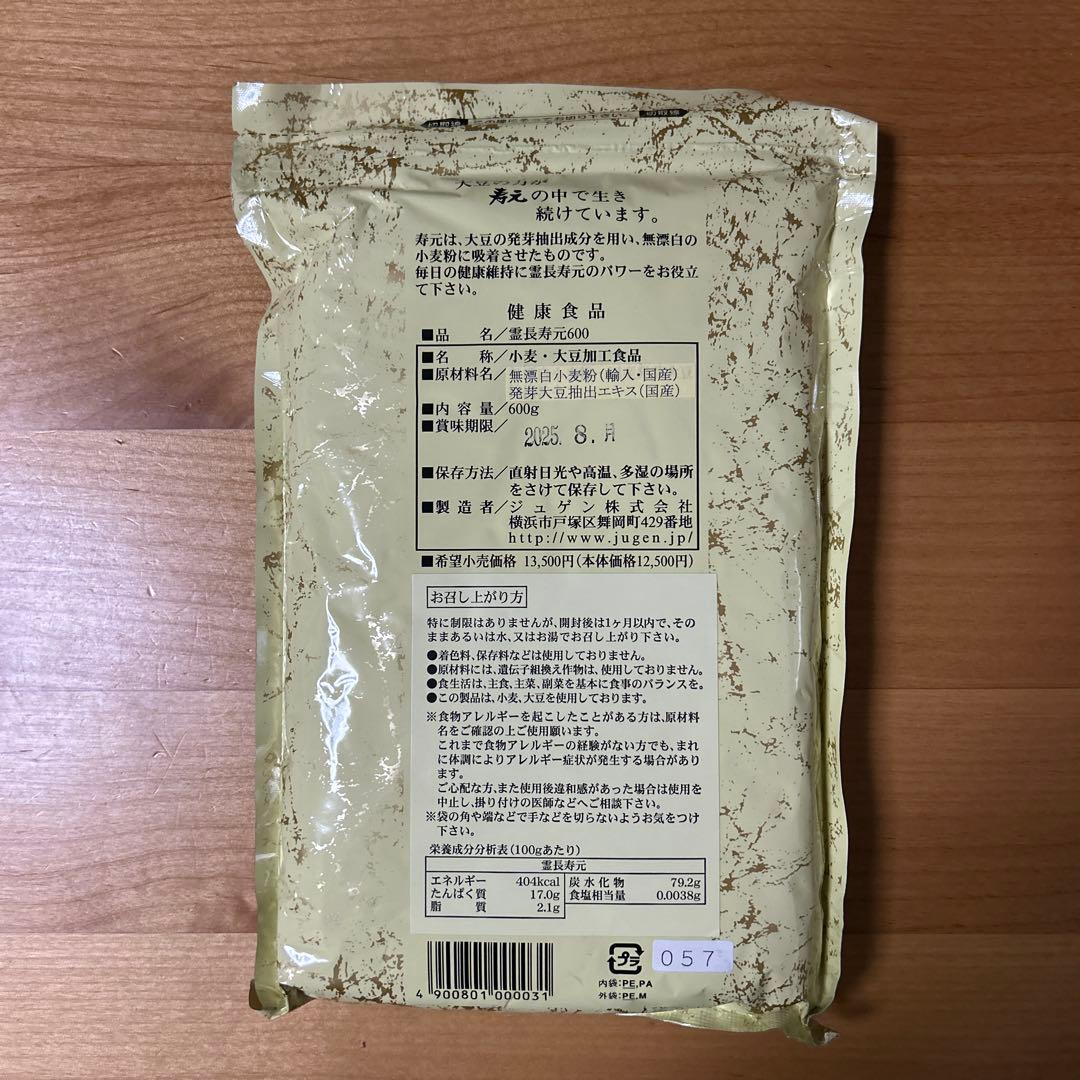 切取線
切取線
大豆の力が
寿元の中で生き
続けています。
寿元は、大豆の発芽抽出成分を用い、無漂白の
小麦粉に吸着させたものです。
毎日の健康維持に霊長寿元のパワーをお役立
て下さい。
健康食品
■品　名／霊長寿元600
■名　称／小麦・大豆加工食品
■原材料名／無漂白小麦粉(輸入・国産)
発芽大豆抽出エキス(国産)
■内容量／600g
■賞味期限／
2025. 8.月
■保存方法／直射日光や高温、多湿の場所
をさけて保存して下さい。
■製造者／ジュゲン株式会社
横浜市戸塚区舞岡町429番地
http://www.jugen.jp/
■希望小売価格 13,500円(本体価格12,500円)
お召し上がり方
特に制限はありませんが、開封後は1ヶ月以内で、その
ままあるいは水、又はお湯でお召し上がり下さい。
●着色料、保存料などは使用しておりません。
●原材料には、遺伝子組換え作物は、使用しておりません。
●食生活は、主食、主菜、副菜を基本に食事のバランスを。
●この製品は、小麦、大豆を使用しております。
※食物アレルギーを起こしたことがある方は、原材料
名をご確認の上ご使用願います。
これまで食物アレルギーの経験がない方でも、まれ
に体調によりアレルギー症状が発生する場合があり
ます。
ご心配な方、また使用後違和感があった場合は使用を
中止し、掛り付けの医師などへご相談下さい。
※袋の角や端などで手などを切らないようお気をつけ
下さい。
栄養成分分析表(100gあたり)
霊長寿元
エネルギー 404kcal 炭水化物 79.2g
たんぱく質 17.0g 食塩相当量 0.0038g
脂　質 2.1g
4 900801 000031
プラ
057
内袋:PE,PA
外袋:PE,M